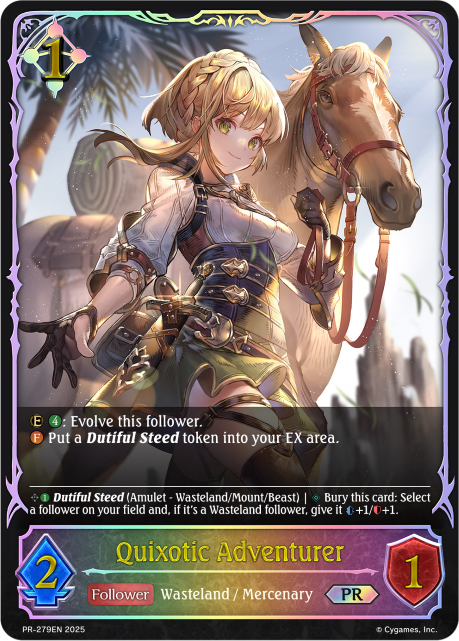 1
E 4: Evolve this follower.
F Put a Dutiful Steed token into your EX area.
1 Dutiful Steed (Amulet - Wasteland/Mount/Beast) | Bury this card: Select
a follower on your field and, if it's a Wasteland follower, give it +1/+1.
Quixotic Adventurer
2
Follower Wasteland / Mercenary PR
1
PR-279EN 2025 © Cygames, Inc.